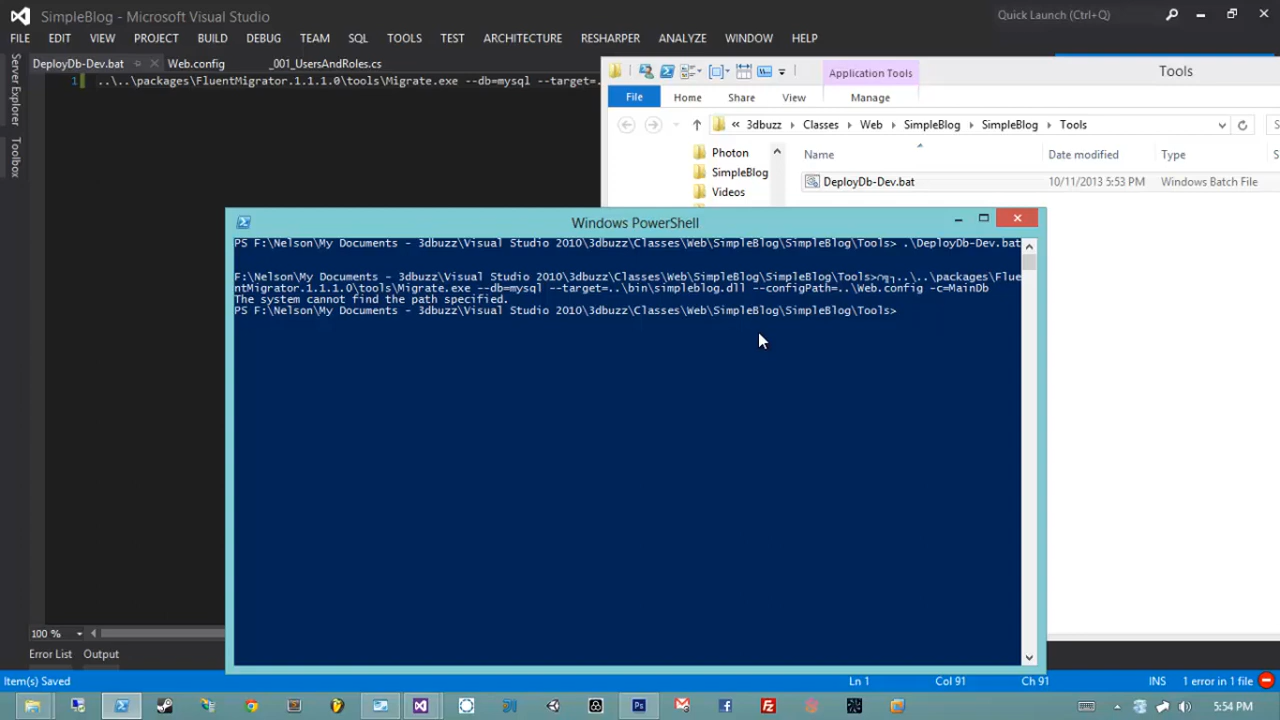 SimpleBlog - Microsoft Visual Studio
Quick Launch (Ctrl+Q)
FILE EDIT VIEW PROJECT BUILD DEBUG TEAM SQL TOOLS TEST ARCHITECTURE RESHARPER ANALYZE WINDOW HELP
DeployDb-Dev.bat Web.config _001_UsersAndRoles.cs
1 ..\..\packages\FluentMigrator.1.1.1.0\tools\Migrate.exe --db=mysql --target=.
Server Explorer
Toolbox
Application Tools
Tools
File Home Share View Manage
« 3dbuzz Classes Web SimpleBlog SimpleBlog Tools
Photon
SimpleBlog
Videos
Name Date modified Type S
DeployDb-Dev.bat 10/11/2013 5:53 PM Windows Batch File
Windows PowerShell
PS F:\Nelson\My Documents - 3dbuzz\Visual Studio 2010\3dbuzz\Classes\Web\SimpleBlog\SimpleBlog\Tools> .\DeployDb-Dev.bat
F:\Nelson\My Documents - 3dbuzz\Visual Studio 2010\3dbuzz\Classes\Web\SimpleBlog\SimpleBlog\Tools>∩╗┐..\..\packages\Flue
ntMigrator.1.1.1.0\tools\Migrate.exe --db=mysql --target=..\bin\simpleblog.dll --configPath=..\Web.config -c=MainDb
The system cannot find the path specified.
PS F:\Nelson\My Documents - 3dbuzz\Visual Studio 2010\3dbuzz\Classes\Web\SimpleBlog\SimpleBlog\Tools>
100 %
Error List Output
Item(s) Saved Ln 1 Col 91 Ch 91 INS 1 error in 1 file
5:54 PM